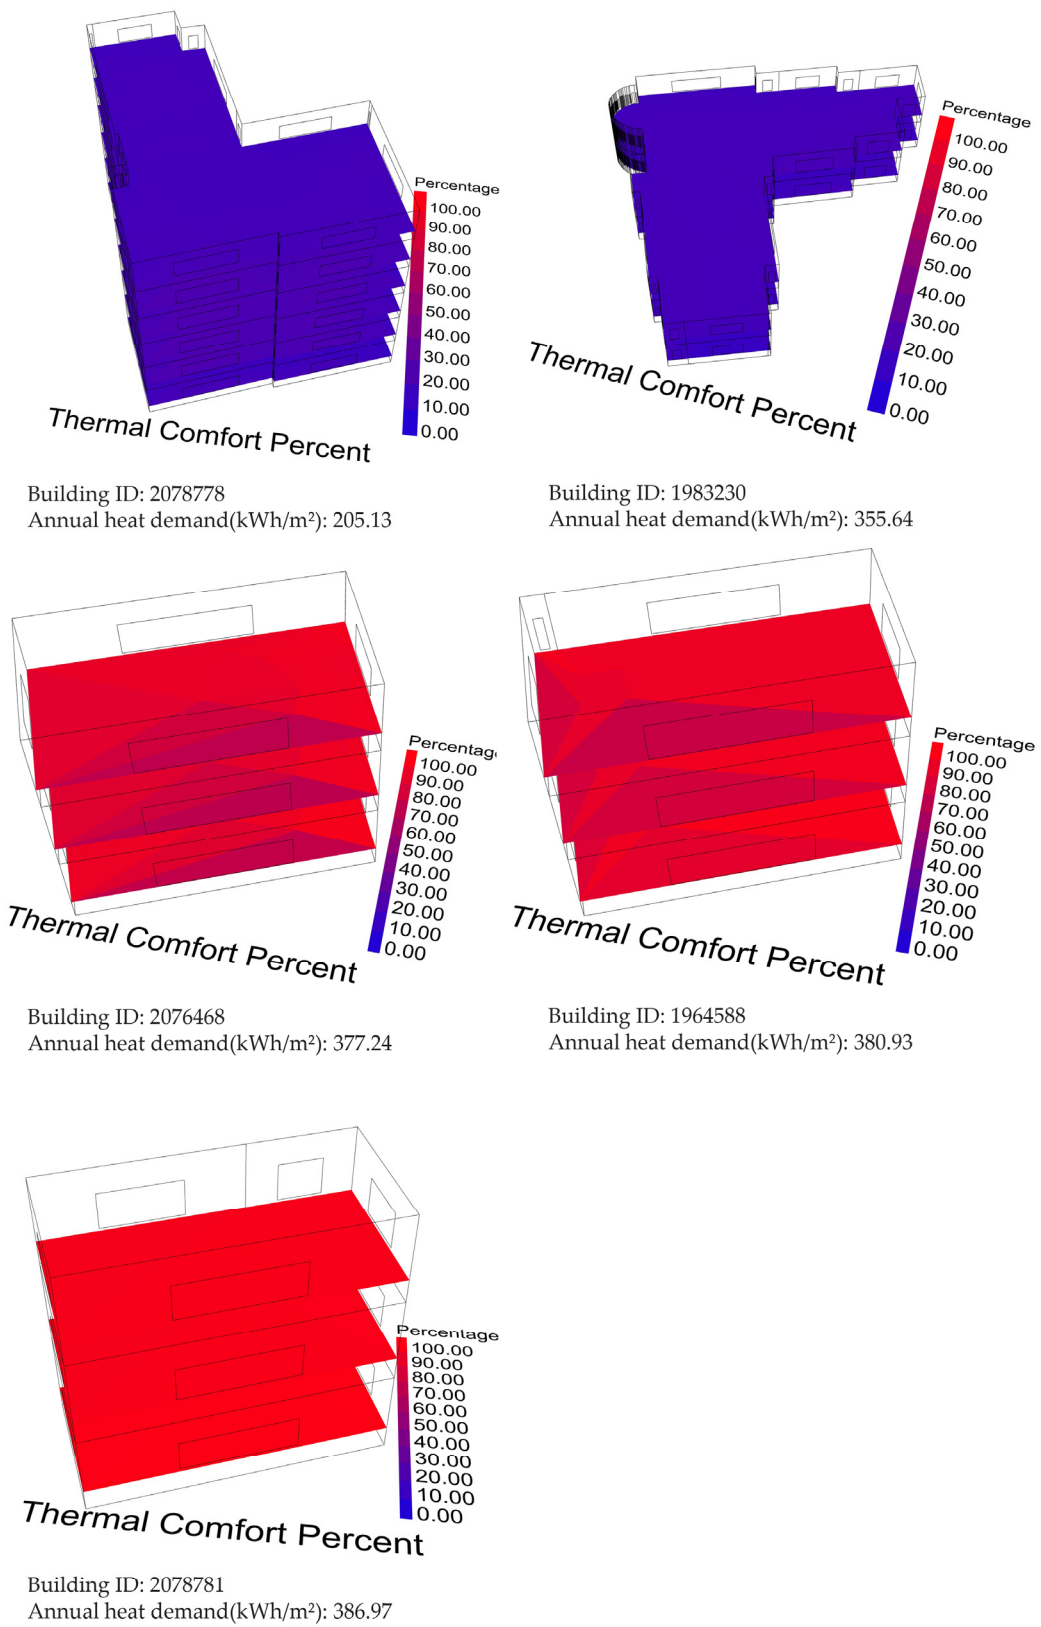 Percentage
100.00
90.00
80.00
70.00
60.00
50.00
40.00
30.00
20.00
10.00
0.00
Thermal Comfort Percent
Building ID: 2078778
Annual heat demand(kWh/m²): 205.13
Percentage
100.00
90.00
80.00
70.00
60.00
50.00
40.00
30.00
20.00
10.00
0.00
Thermal Comfort Percent
Building ID: 1983230
Annual heat demand(kWh/m²): 355.64
Percentag
100.00
90.00
80.00
70.00
60.00
50.00
40.00
30.00
20.00
10.00
0.00
Thermal Comfort Percent
Building ID: 2076468
Annual heat demand(kWh/m²): 377.24
Percentage
100.00
90.00
80.00
70.00
60.00
50.00
40.00
30.00
20.00
10.00
0.00
Thermal Comfort Percent
Building ID: 1964588
Annual heat demand(kWh/m²): 380.93
Percentage
100.00
90.00
80.00
70.00
60.00
50.00
40.00
30.00
20.00
10.00
0.00
Thermal Comfort Percent
Building ID: 2078781
Annual heat demand(kWh/m²): 386.97